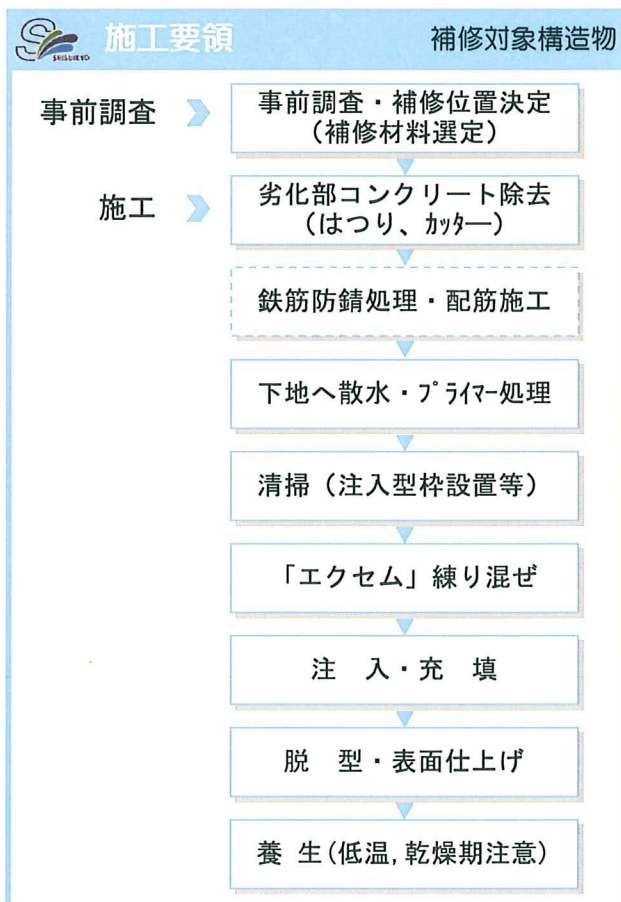 SHISUIKYO
施工要領 補修対象構造物
事前調査
事前調査・補修位置決定
(補修材料選定)
施工
劣化部コンクリート除去
(はつり、ｶｯﾀｰ)
鉄筋防錆処理・配筋施工
下地へ散水・ﾌﾟﾗｲﾏｰ処理
清掃（注入型枠設置等）
「エクセム」練り混ぜ
注　入・充　填
脱　型・表面仕上げ
養 生(低温,乾燥期注意)